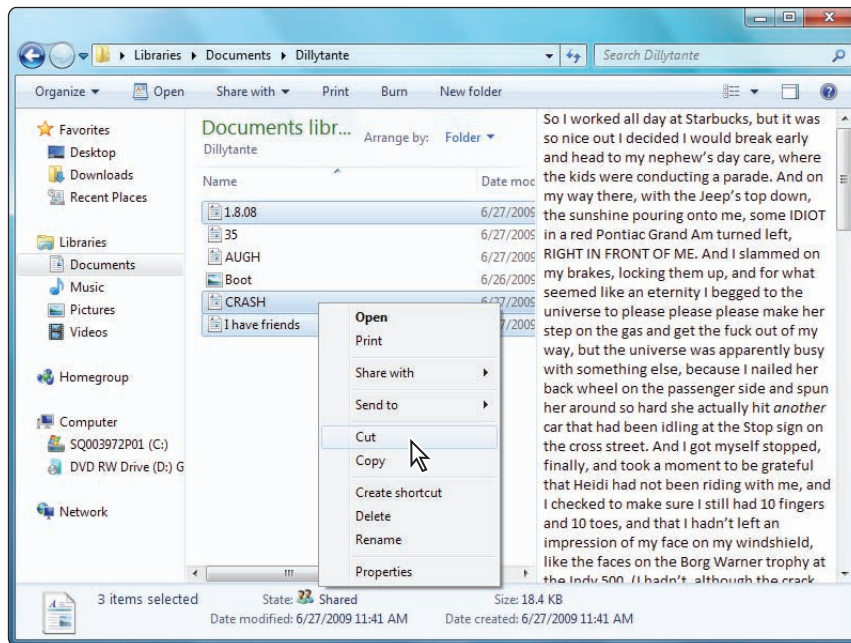 Libraries Documents Dillytante
Search Dillytante
Organize Open Share with Print Burn New folder
Favorites
Desktop
Downloads
Recent Places
Libraries
Documents
Music
Pictures
Videos
Homegroup
Computer
SQ003972P01 (C:)
DVD RW Drive (D:) G
Network
Documents libr...
Dillytante
Arrange by: Folder
Name Date mod
1.8.08 6/27/2009
35 6/27/2009
AUGH 6/27/2009
Boot 6/26/2009
CRASH 6/27/2009
I have friends 7/2009
Open
Print
Share with
Send to
Cut
Copy
Create shortcut
Delete
Rename
Properties
So I worked all day at Starbucks, but it was
so nice out I decided I would break early
and head to my nephew's day care, where
the kids were conducting a parade. And on
my way there, with the Jeep's top down,
the sunshine pouring onto me, some IDIOT
in a red Pontiac Grand Am turned left,
RIGHT IN FRONT OF ME. And I slammed on
my brakes, locking them up, and for what
seemed like an eternity I begged to the
universe to please please please make her
step on the gas and get the fuck out of my
way, but the universe was apparently busy
with something else, because I nailed her
back wheel on the passenger side and spun
her around so hard she actually hit another
car that had been idling at the Stop sign on
the cross street. And I got myself stopped,
finally, and took a moment to be grateful
that Heidi had not been riding with me, and
I checked to make sure I still had 10 fingers
and 10 toes, and that I hadn't left an
impression of my face on my windshield,
like the faces on the Borg Warner trophy at
the Indy 500. (I hadn't, although the crack
3 items selected State: Shared Size: 18.4 KB
Date modified: 6/27/2009 11:41 AM Date created: 6/27/2009 11:41 AM